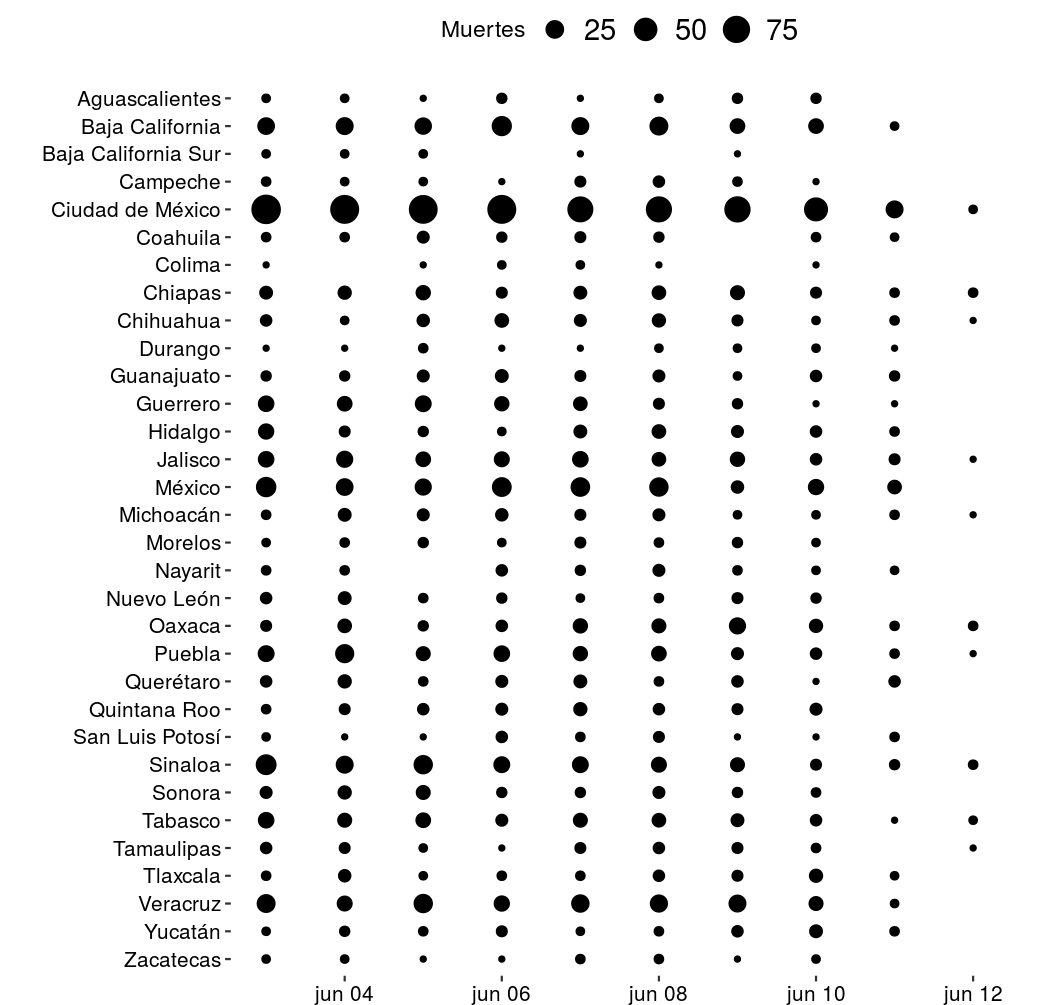 Muertes 25 50 75
Aguascalientes
Baja California
Baja California Sur
Campeche
Ciudad de México
Coahuila
Colima
Chiapas
Chihuahua
Durango
Guanajuato
Guerrero
Hidalgo
Jalisco
México
Michoacán
Morelos
Nayarit
Nuevo León
Oaxaca
Puebla
Querétaro
Quintana Roo
San Luis Potosí
Sinaloa
Sonora
Tabasco
Tamaulipas
Tlaxcala
Veracruz
Yucatán
Zacatecas
jun 04 jun 06 jun 08 jun 10 jun 12